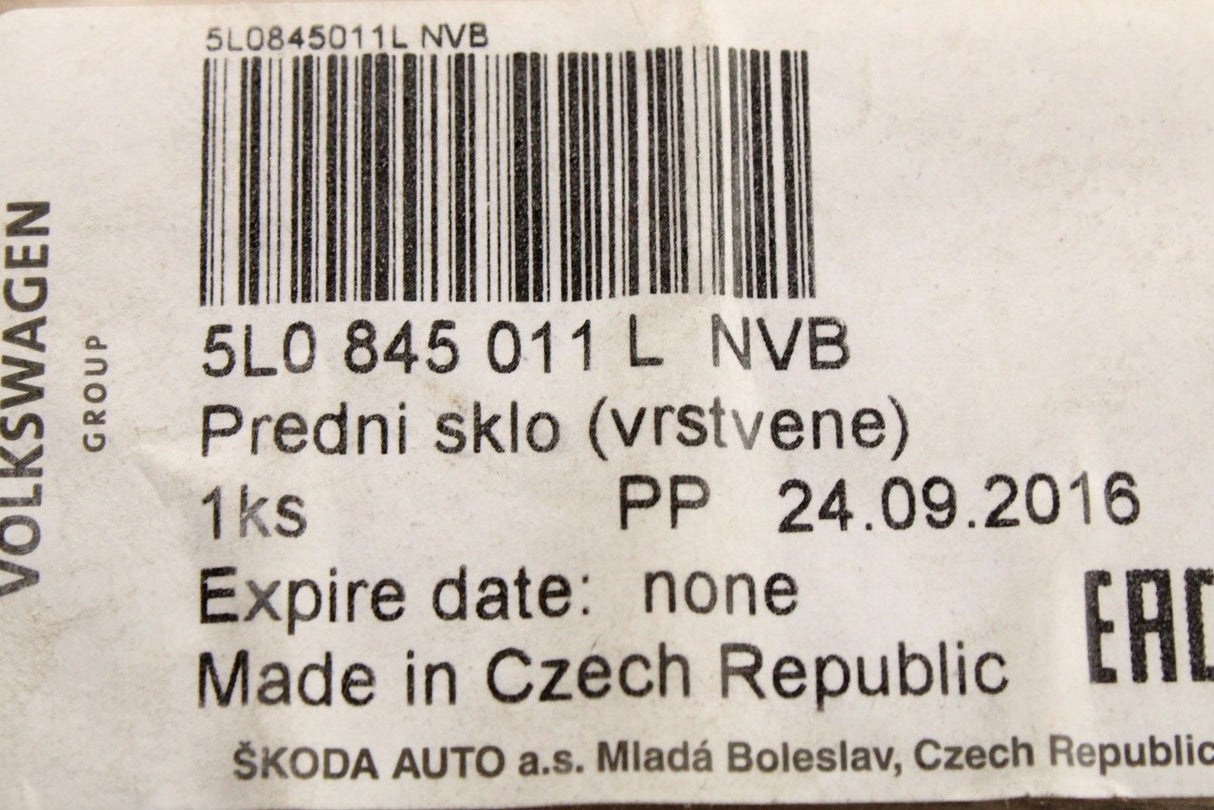 5L0845011L NVB
VOLKSWAGEN
GROUP
5L0 845 011 L NVB
Predni sklo (vrstvene)
1ks PP 24.09.2016
Expire date: none
EAC
Made in Czech Republic
ŠKODA AUTO a.s. Mladá Boleslav, Czech Republic